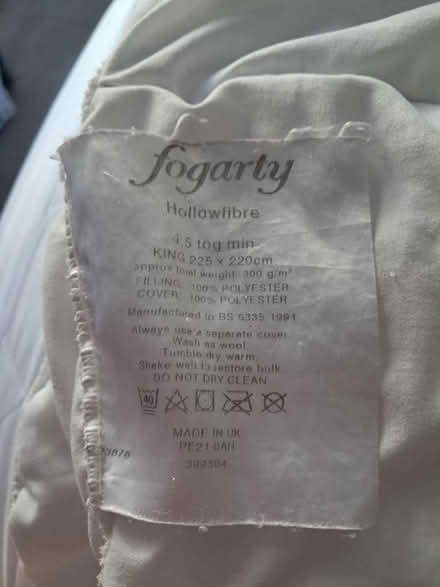 fogarty
Hollowfibre
4.5 tog min
KING 225 x 220cm
approx total weight 300 g/m²
FILLING 100% POLYESTER
COVER 100% POLYESTER
Manufactured to BS 5335 1991
Always use a separate cover
Wash as wool
Tumble dry warm
Shake well to restore bulk
DO NOT DRY CLEAN
40
MADE IN UK
PE21 0AH